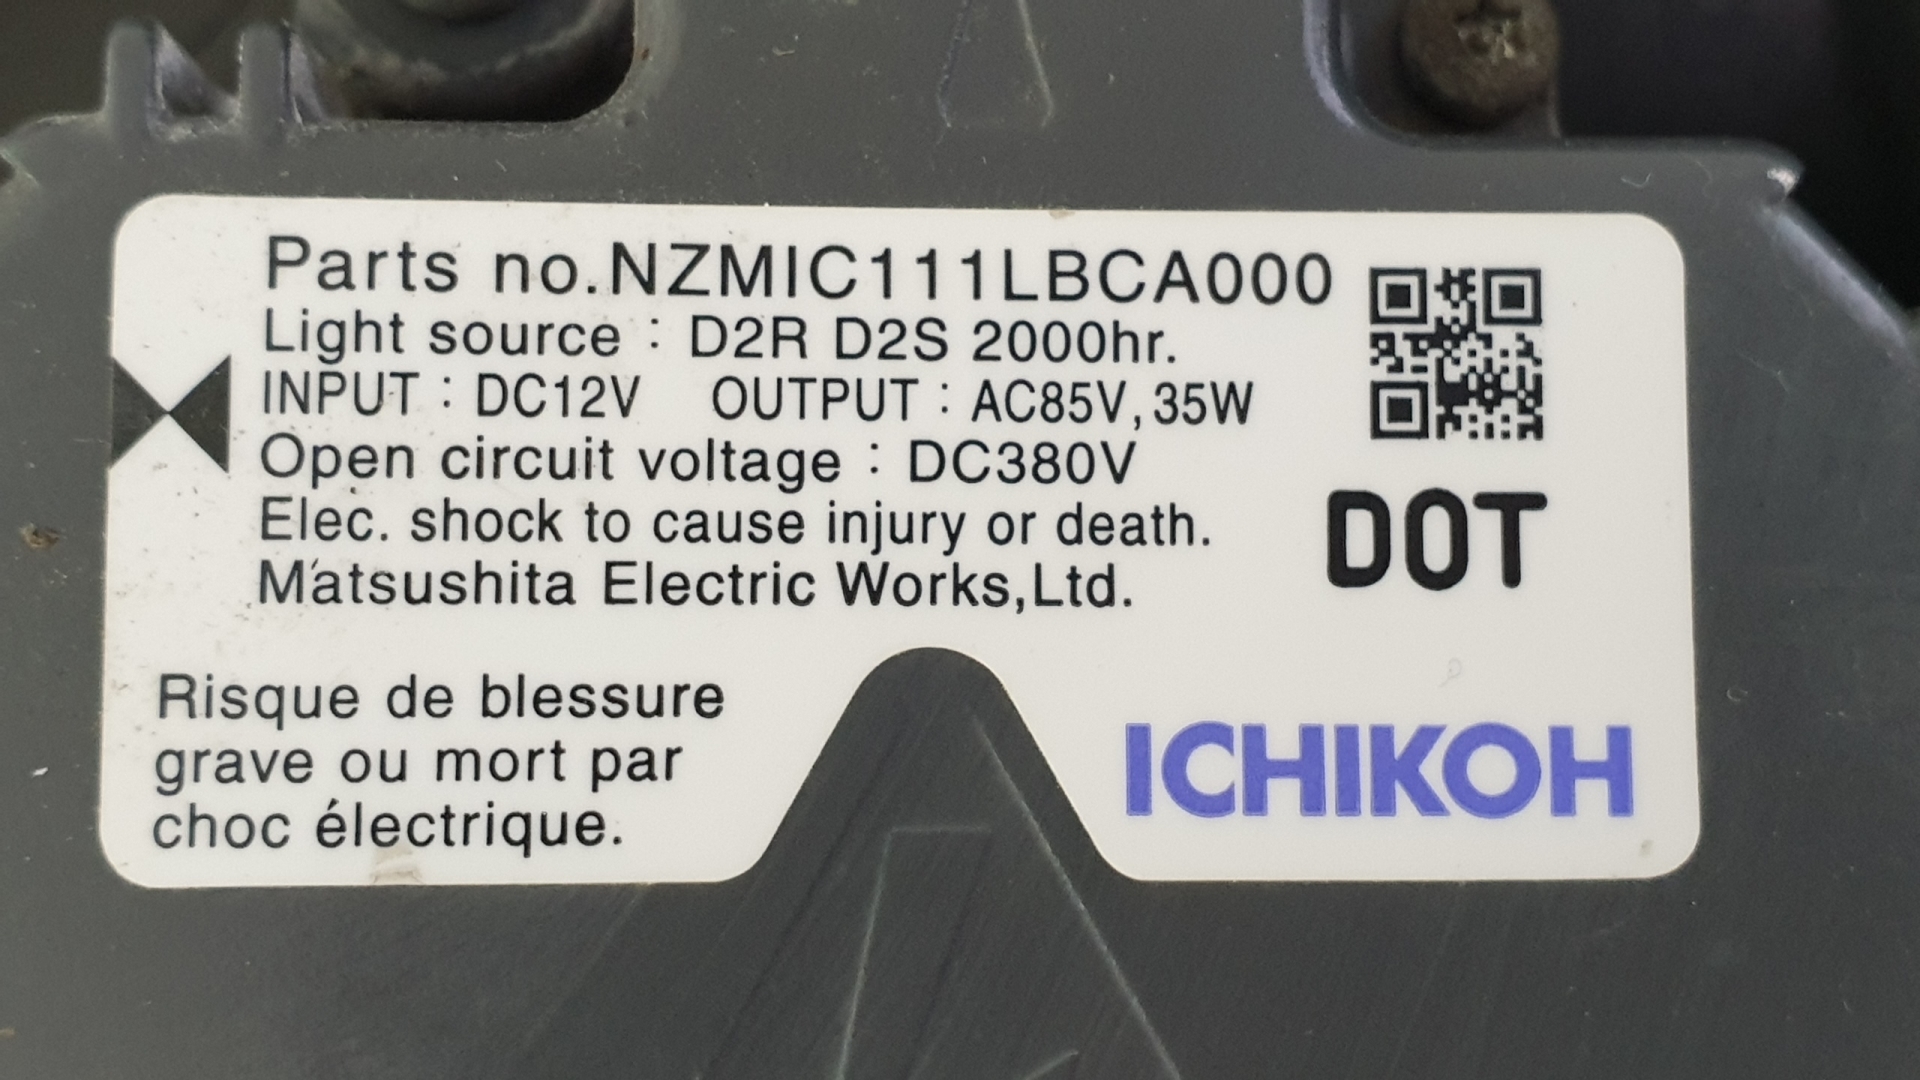 Parts no.NZMIC111LBCA000
Light source : D2R D2S 2000hr.
INPUT : DC12V OUTPUT : AC85V,35W
Open circuit voltage : DC380V
Elec. shock to cause injury or death.
Matsushita Electric Works,Ltd.
DOT
Risque de blessure
grave ou mort par
choc électrique.
ICHIKOH